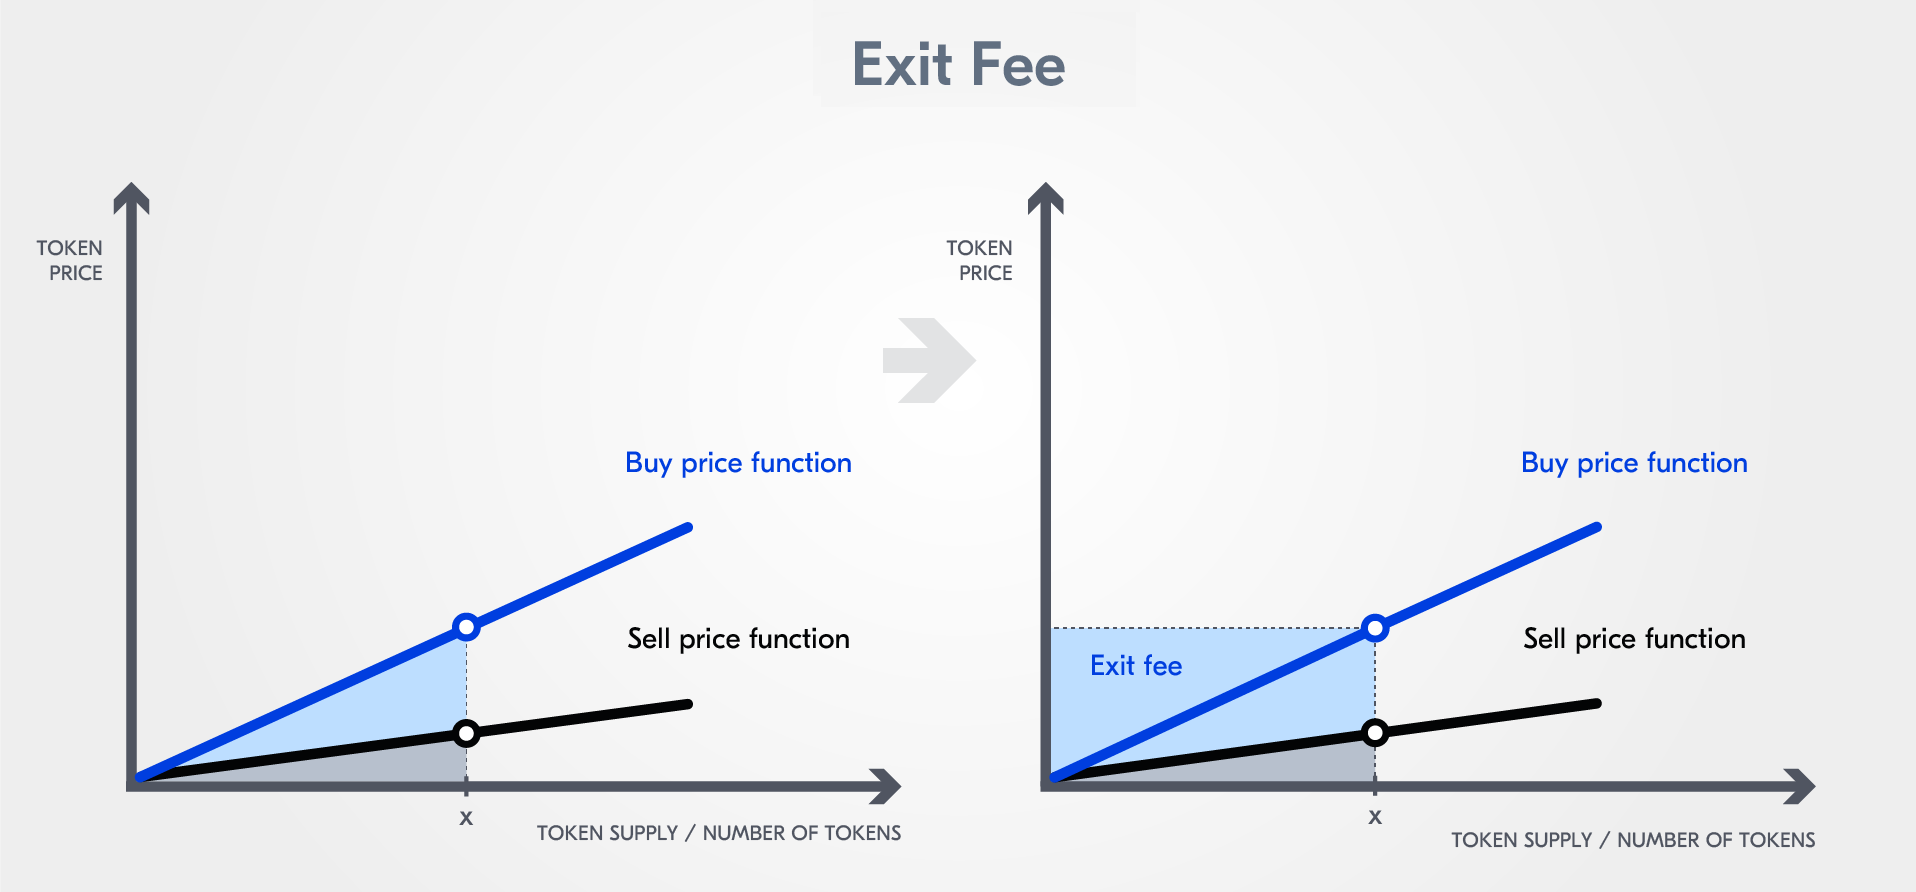 Exit Fee
TOKEN
PRICE
Buy price function
Sell price function
x
TOKEN SUPPLY / NUMBER OF TOKENS
TOKEN
PRICE
Buy price function
Sell price function
Exit fee
x
TOKEN SUPPLY / NUMBER OF TOKENS